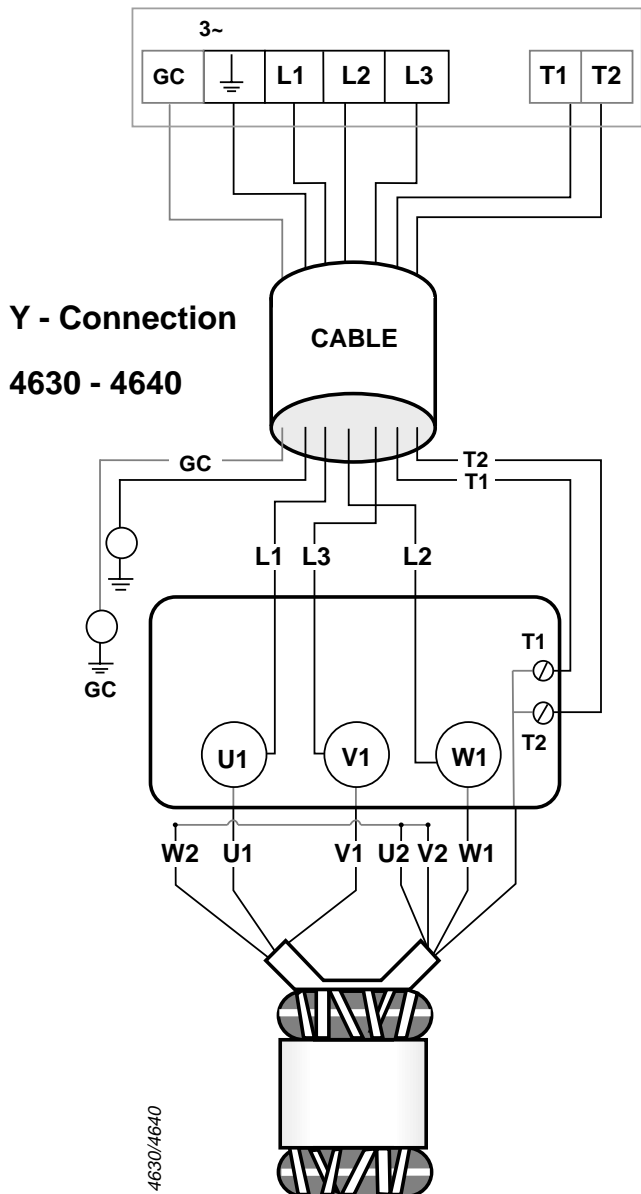 3~
GC L1 L2 L3 T1 T2
Y - Connection
CABLE
4630 - 4640
GC
T2
T1
L1 L3 L2
T1
GC
T2
U1 V1 W1
W2 U1 V1 U2 V2 W1
4630/4640